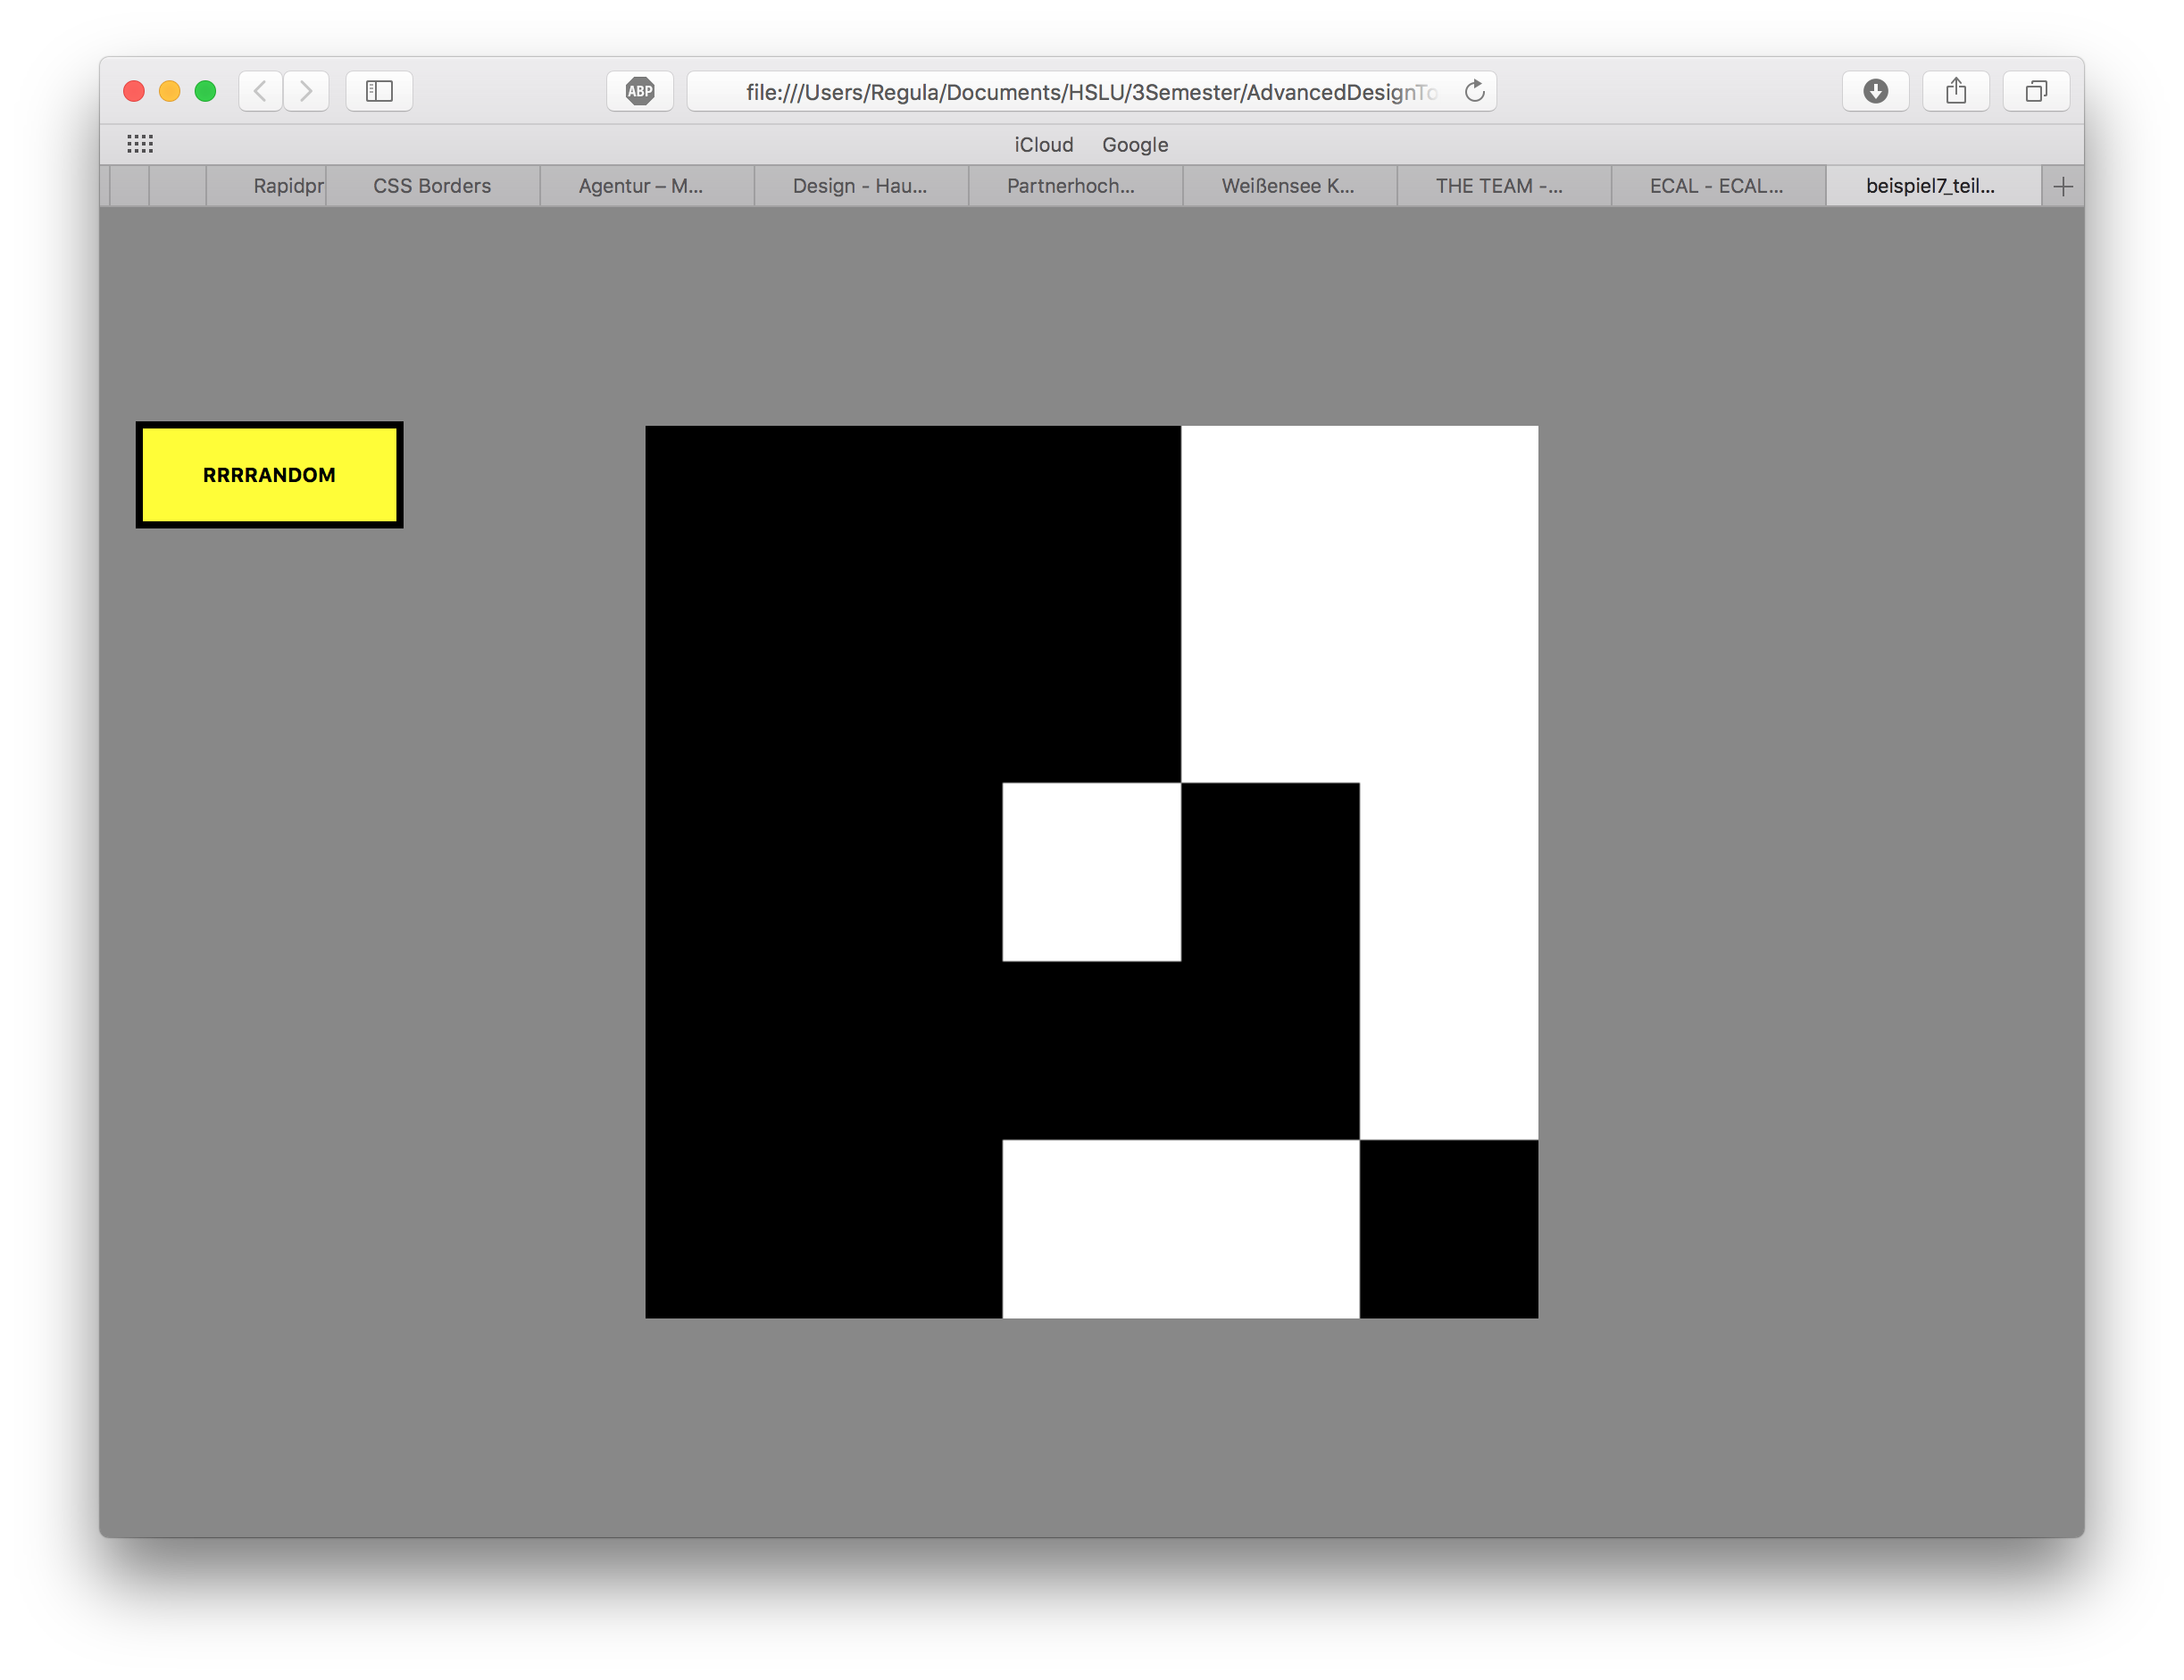 ABP
file:///Users/Regula/Documents/HSLU/3Semester/AdvancedDesignTo
iCloud Google
Rapidpr CSS Borders Agentur – M... Design - Hau... Partnerhoch... Weißensee K... THE TEAM -... ECAL - ECAL... beispiel7_teil...
RRRRANDOM